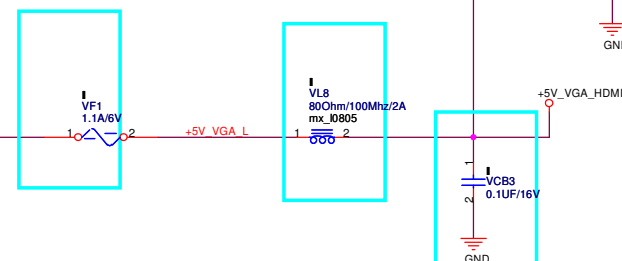 GND
VF1
1.1A/6V
1
2
+5V_VGA_L
VL8
80Ohm/100Mhz/2A
mx_l0805
1
2
+5V_VGA_HDMI
1
VCB3
0.1UF/16V
2
GND